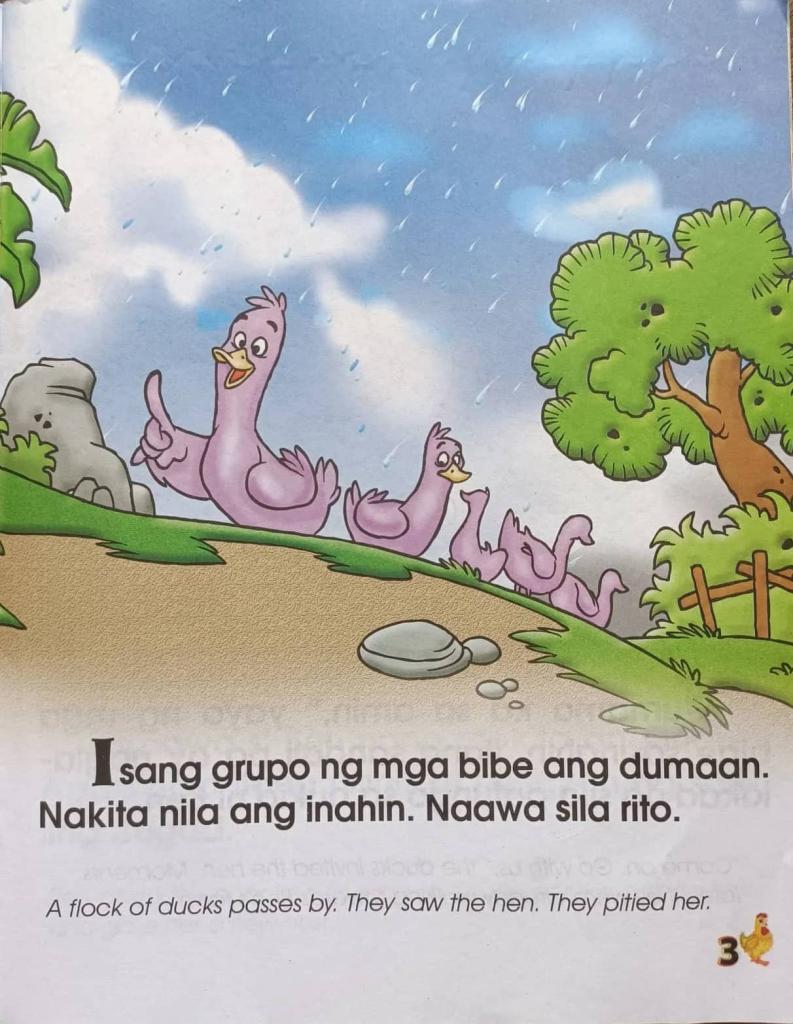 Isang grupo ng mga bibe ang dumaan.
Nakita nila ang inahin. Naawa sila rito.
A flock of ducks passes by. They saw the hen. They pitied her.
3